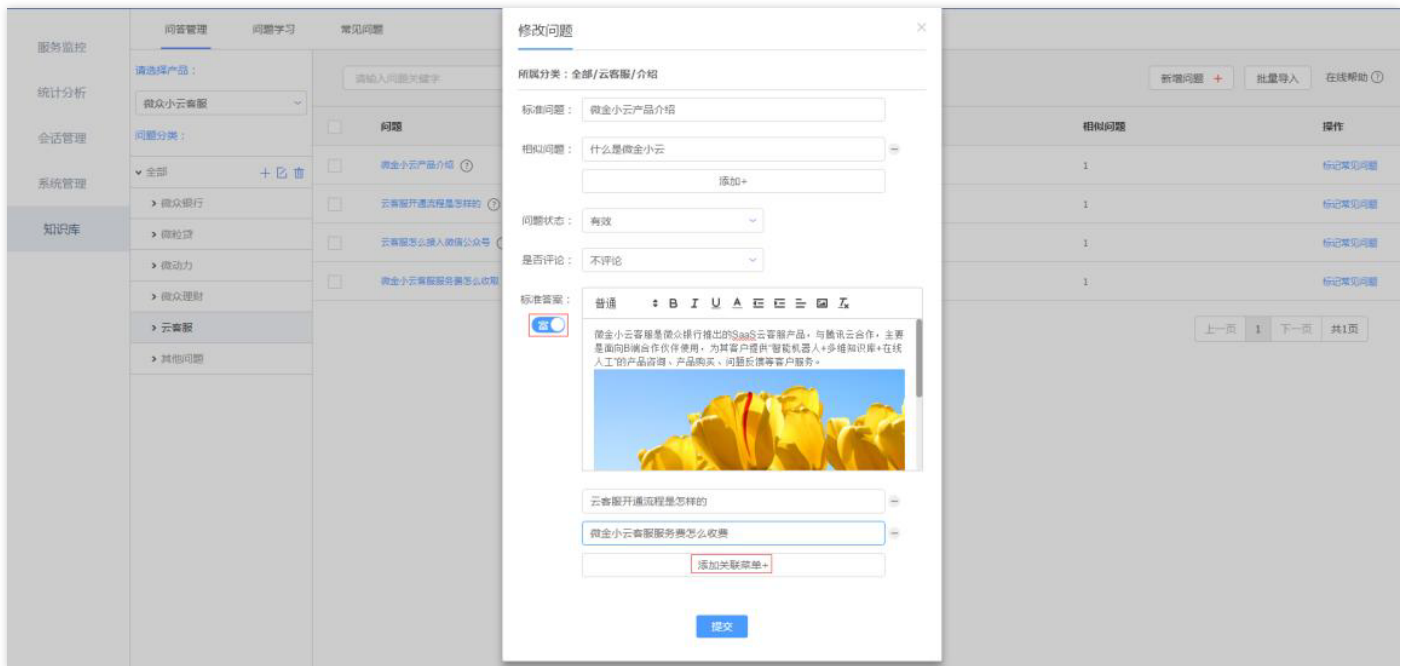 问答管理 问题学习 常见问题
服务监控
统计分析
会话管理
系统管理
知识库
请选择产品：
微众小云客服
问题分类：
全部
微众银行
微粒贷
微动力
微众理财
云客服
其他问题
请输入问题关键字
新增问题 + 批量导入 在线帮助
问题 相似问题 操作
微金小云产品介绍 1 标记常见问题
云客服开通流程是怎样的 1 标记常见问题
云客服怎么接入微信公众号 1 标记常见问题
微金小云客服服务费怎么收取 1 标记常见问题
上一页 1 下一页 共1页
修改问题
所属分类：全部/云客服/介绍
标准问题： 微金小云产品介绍
相似问题： 什么是微金小云
添加+
问题状态： 有效
是否评论： 不评论
标准答案：
富
普通 B I U A
微金小云客服是微众银行推出的SaaS云客服产品，与腾讯云合作，主要
是面向B端合作伙伴使用，为其客户提供“智能机器人+多维知识库+在线
人工”的产品咨询、产品购买、问题反馈等客户服务。
云客服开通流程是怎样的
微金小云客服服务费怎么收费
添加关联菜单+
提交